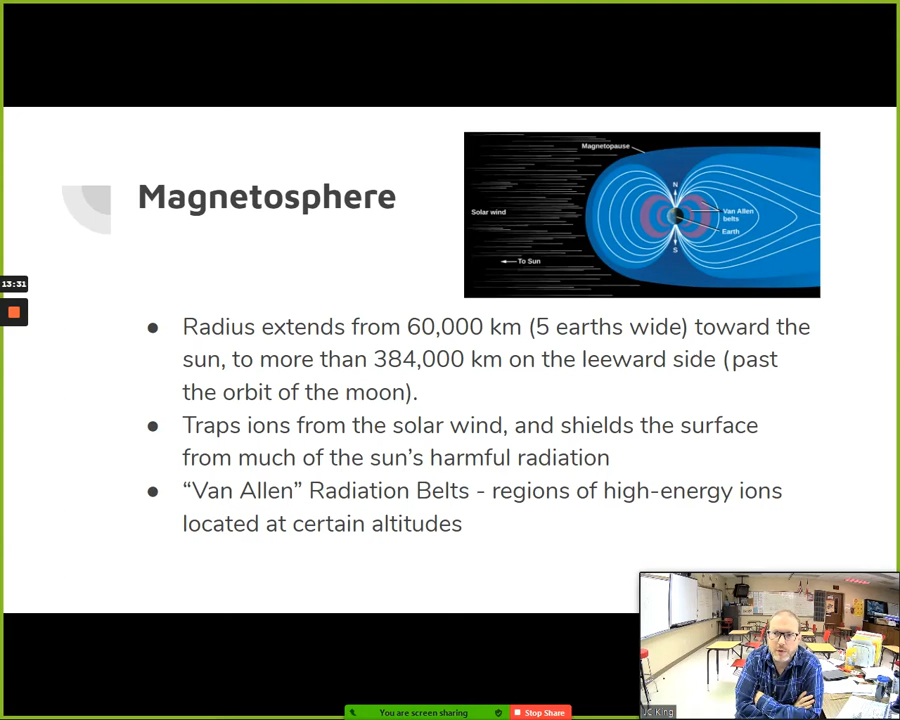 Magnetosphere
Magnetopause
N
Solar wind
Van Allen
belts
Earth
S
To Sun
13:31
● Radius extends from 60,000 km (5 earths wide) toward the
sun, to more than 384,000 km on the leeward side (past
the orbit of the moon).
● Traps ions from the solar wind, and shields the surface
from much of the sun’s harmful radiation
● “Van Allen” Radiation Belts - regions of high-energy ions
located at certain altitudes
JC King
You are screen sharing
Stop Share